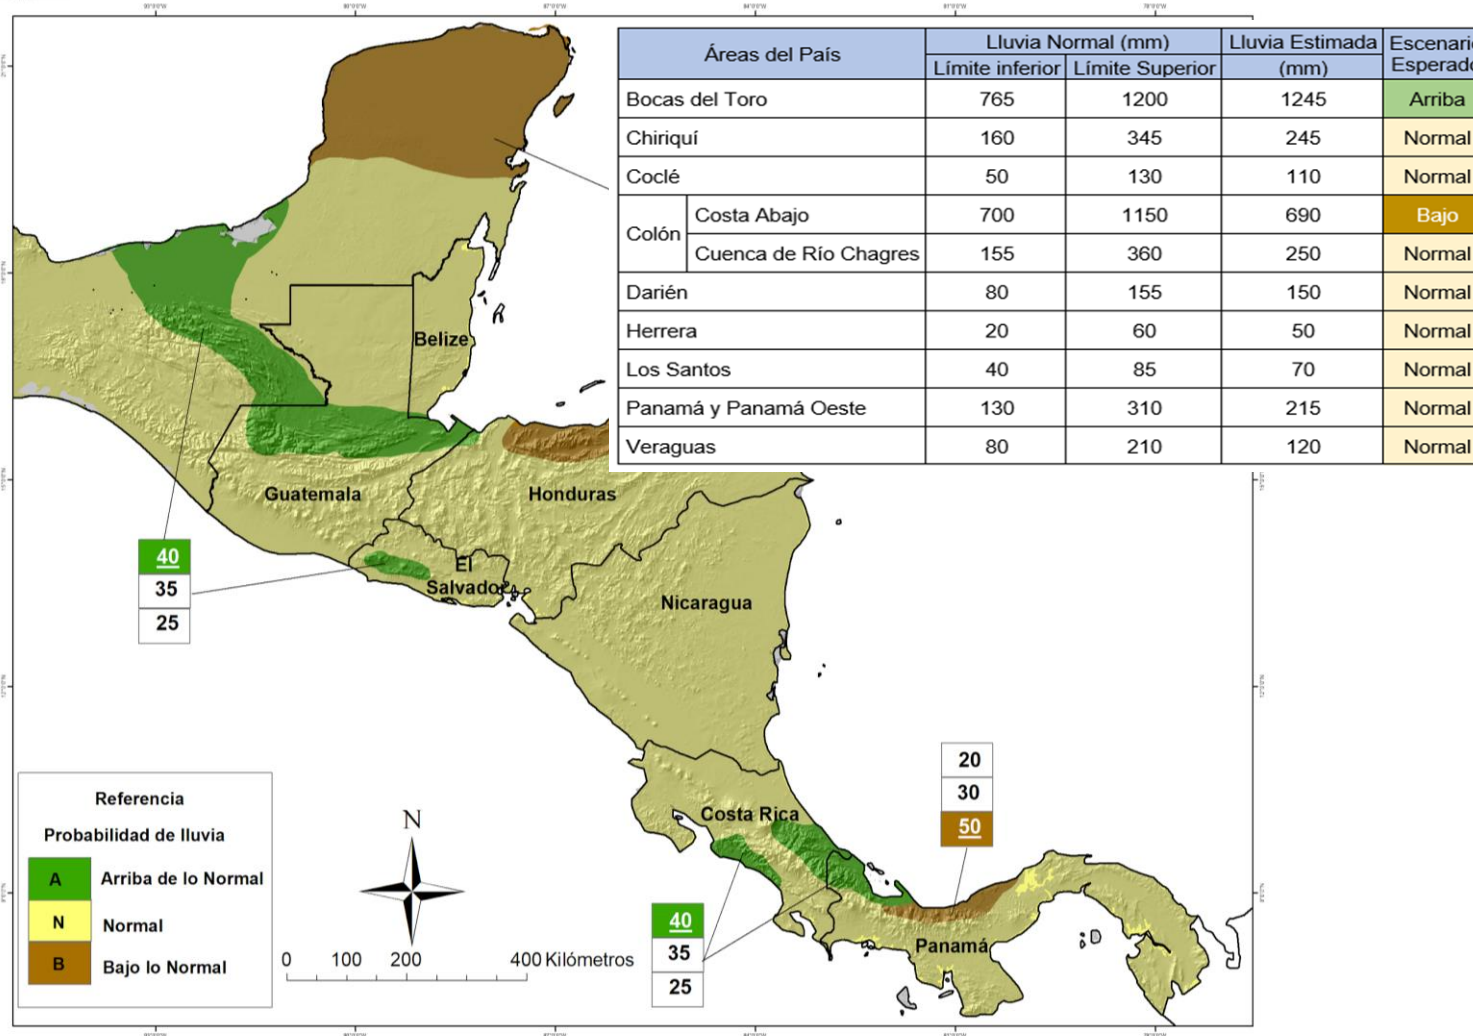 Áreas del País Lluvia Normal (mm) Lluvia Estimada Escenario
Límite inferior Límite Superior (mm) Esperado
Bocas del Toro 765 1200 1245 Arriba
Chiriquí 160 345 245 Normal
Coclé 50 130 110 Normal
Colón Costa Abajo 700 1150 690 Bajo
Cuenca de Río Chagres 155 360 250 Normal
Darién 80 155 150 Normal
Herrera 20 60 50 Normal
Los Santos 40 85 70 Normal
Panamá y Panamá Oeste 130 310 215 Normal
Veraguas 80 210 120 Normal
Belize
Guatemala
Honduras
El
Salvador
Nicaragua
Costa Rica
Panamá
40
35
25
20
30
50
40
35
25
Referencia
Probabilidad de lluvia
A Arriba de lo Normal
N Normal
B Bajo lo Normal
N
0 100 200 400 Kilómetros